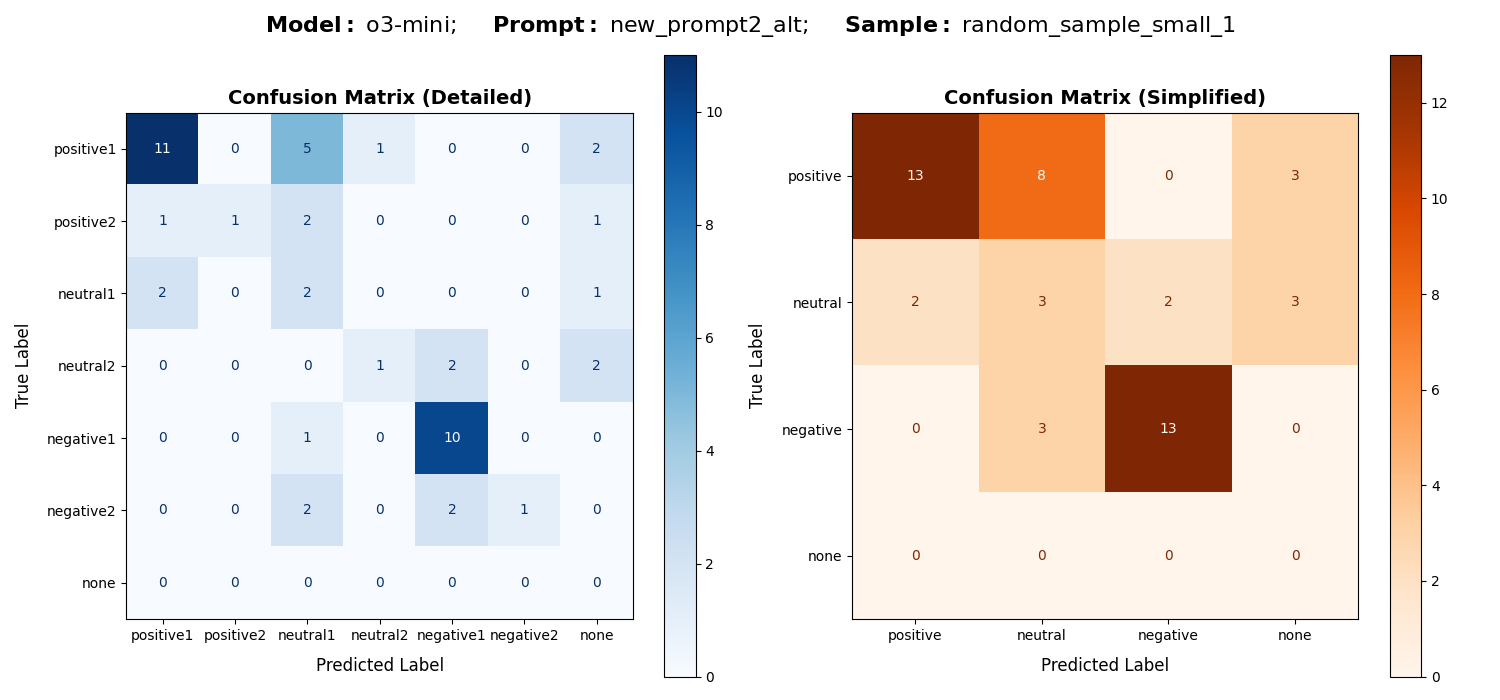 Model: o3-mini; Prompt: new_prompt2_alt; Sample: random_sample_small_1
Confusion Matrix (Detailed)
True Label
positive1 11 0 5 1 0 0 2
positive2 1 1 2 0 0 0 1
neutral1 2 0 2 0 0 0 1
neutral2 0 0 0 1 2 0 2
negative1 0 0 1 0 10 0 0
negative2 0 0 2 0 2 1 0
none 0 0 0 0 0 0 0
positive1 positive2 neutral1 neutral2 negative1 negative2 none
Predicted Label
10
8
6
4
2
0
Confusion Matrix (Simplified)
True Label
positive 13 8 0 3
neutral 2 3 2 3
negative 0 3 13 0
none 0 0 0 0
positive neutral negative none
Predicted Label
12
10
8
6
4
2
0